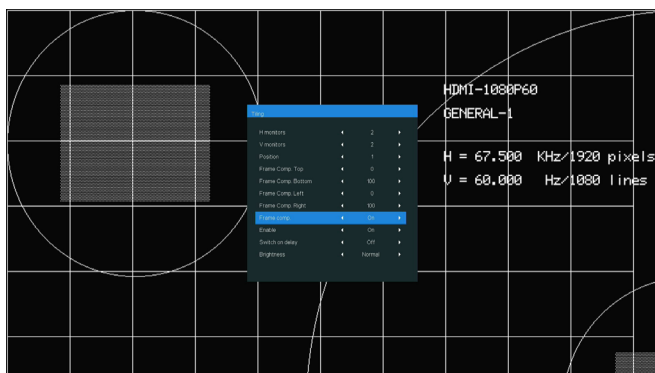 HDMI-1080P60
GENERAL-1
H = 67.500 KHz/1920 pixels
V = 60.000 Hz/1080 lines
Tiling
H monitors 2
V monitors 2
Position 1
Frame Comp. Top 0
Frame Comp. Bottom 100
Frame Comp. Left 0
Frame Comp. Right 100
Frame comp. On
Enable On
Switch on delay Off
Brightness Normal